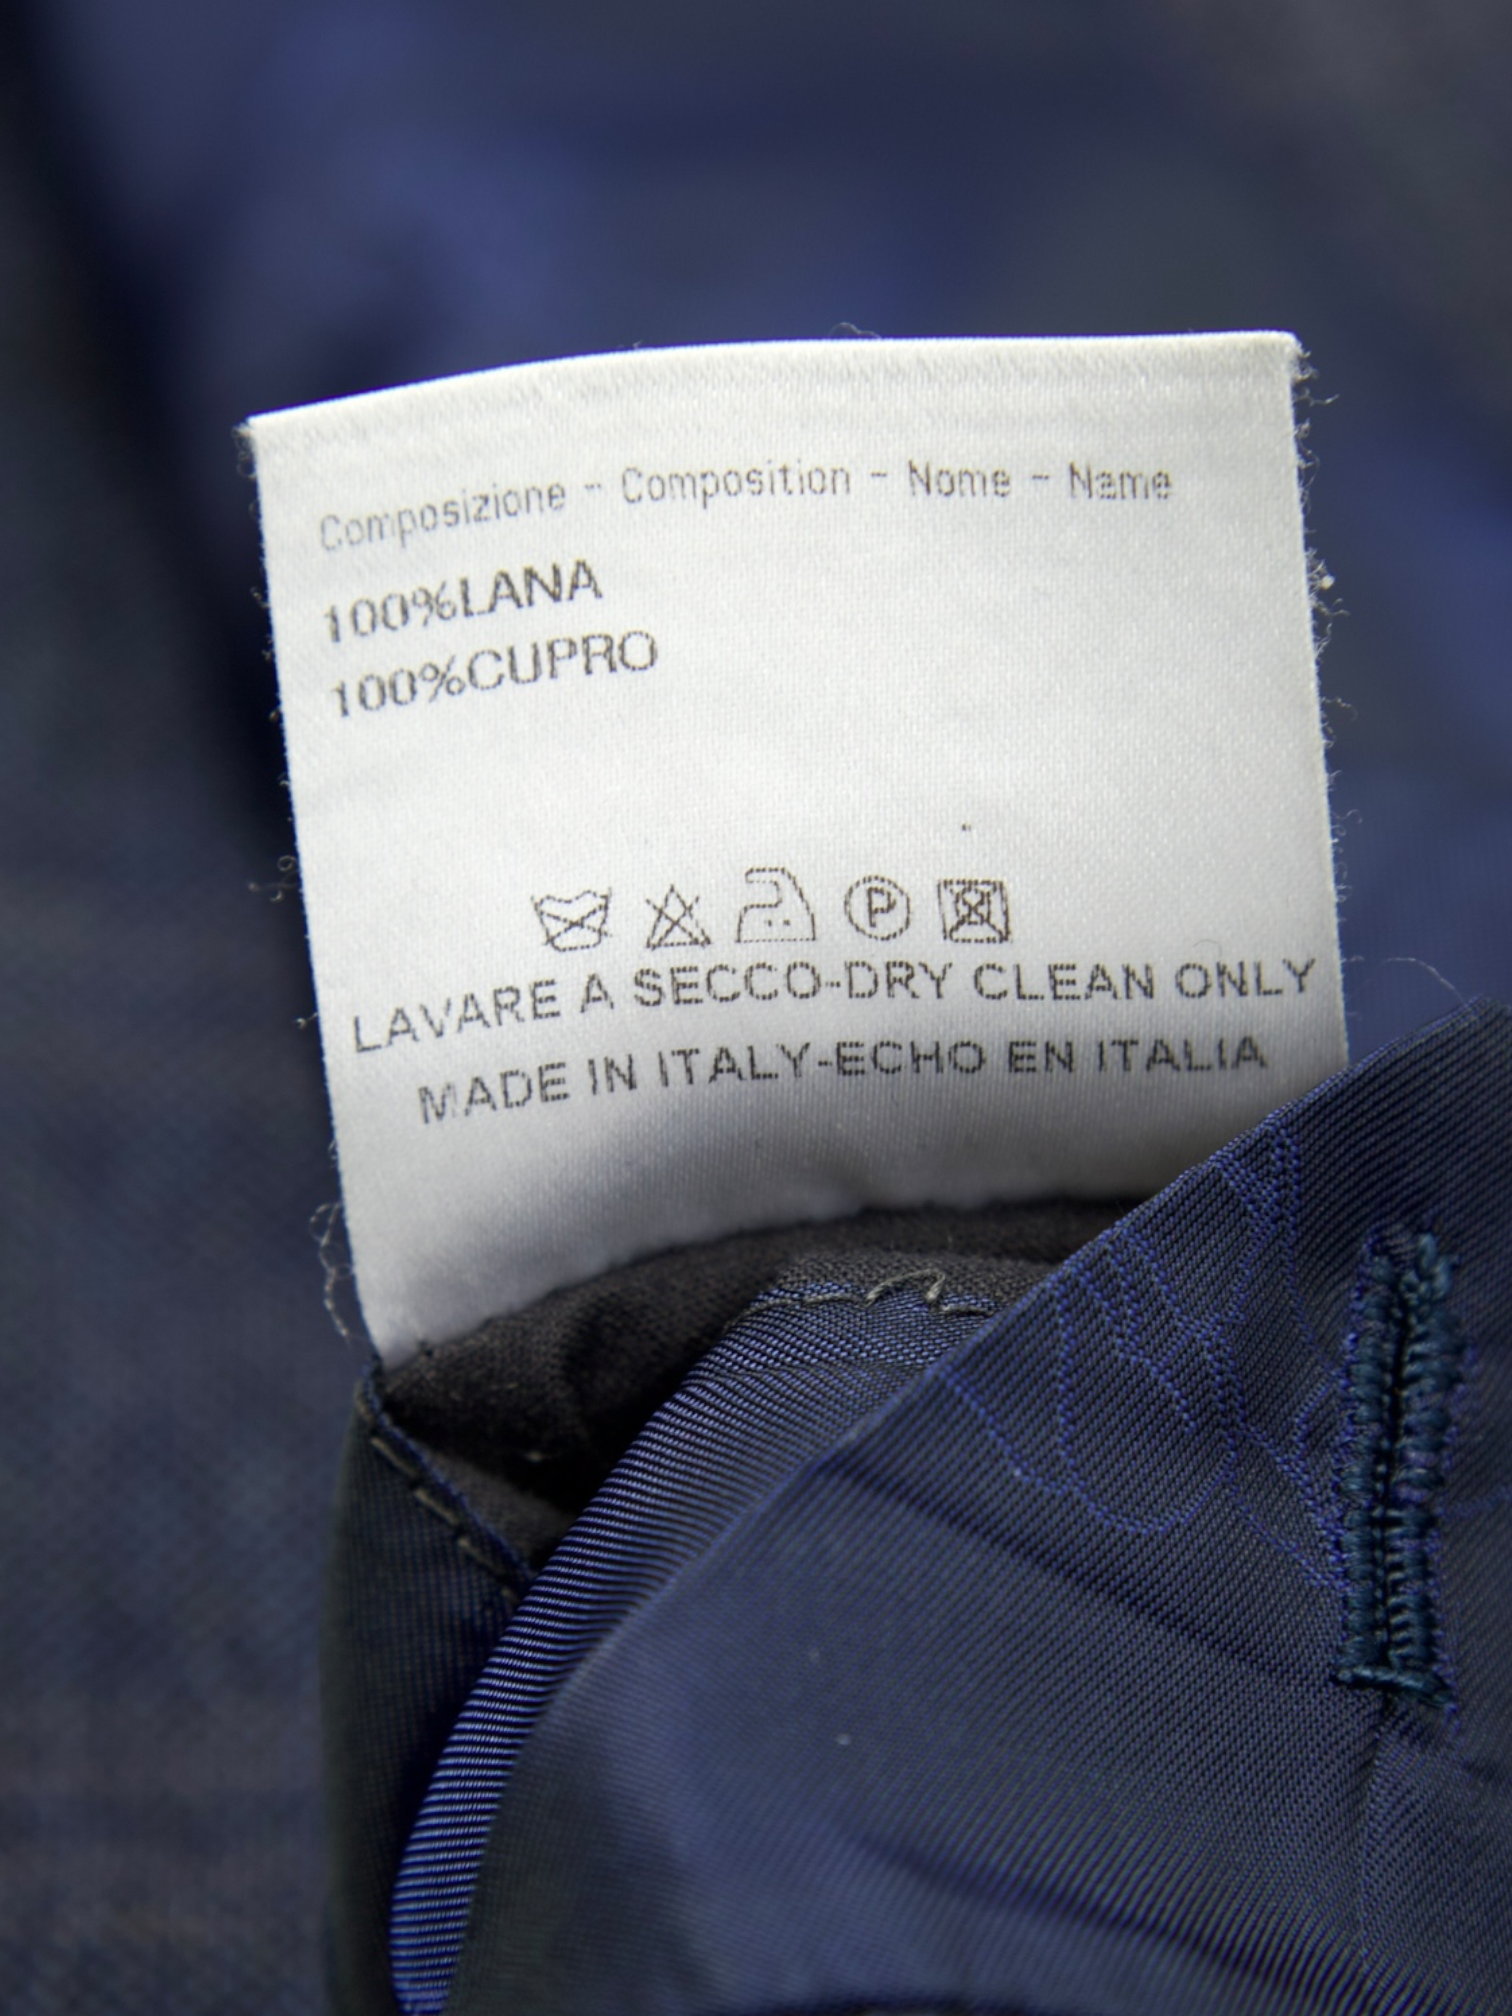 Composizione - Composition - Nome - Name
100%LANA
100%CUPRO
P
LAVARE A SECCO-DRY CLEAN ONLY
MADE IN ITALY-ECHO EN ITALIA